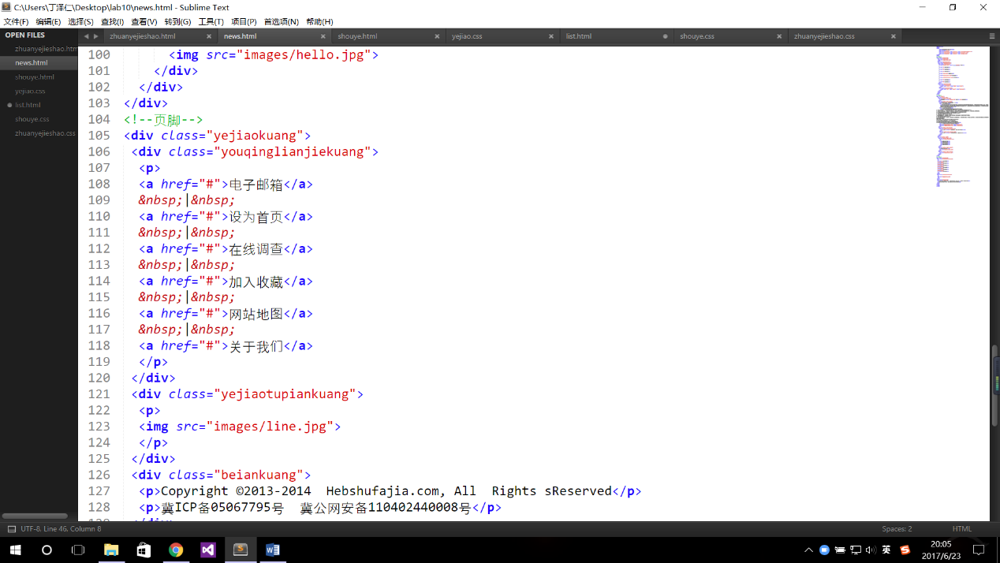 C:\Users\丁泽仁\Desktop\lab10\news.html - Sublime Text
文件(F) 编辑(E) 选择(S) 查找(I) 查看(V) 转到(G) 工具(T) 项目(P) 首选项(N) 帮助(H)
OPEN FILES
zhuanyejieshao.htm
news.html
shouye.html
yejiao.css
list.html
shouye.css
zhuanyejieshao.css
zhuanyejieshao.html news.html shouye.html yejiao.css list.html shouye.css zhuanyejieshao.css
100 <img src="images/hello.jpg">
101 </div>
102 </div>
103 </div>
104 <!--页脚-->
105 <div class="yejiaokuang">
106 <div class="youqinglianjiekuang">
107 <p>
108 <a href="#">电子邮箱</a>
109 &nbsp;|&nbsp;
110 <a href="#">设为首页</a>
111 &nbsp;|&nbsp;
112 <a href="#">在线调查</a>
113 &nbsp;|&nbsp;
114 <a href="#">加入收藏</a>
115 &nbsp;|&nbsp;
116 <a href="#">网站地图</a>
117 &nbsp;|&nbsp;
118 <a href="#">关于我们</a>
119 </p>
120 </div>
121 <div class="yejiaotupiankuang">
122 <p>
123 <img src="images/line.jpg">
124 </p>
125 </div>
126 <div class="beiankuang">
127 <p>Copyright ©2013-2014  Hebshufajia.com, All  Rights sReserved</p>
128 <p>冀ICP备05067795号  冀公网安备110402440008号</p>
UTF-8, Line 46, Column 8 Spaces: 2 HTML
英 20:05
2017/6/23